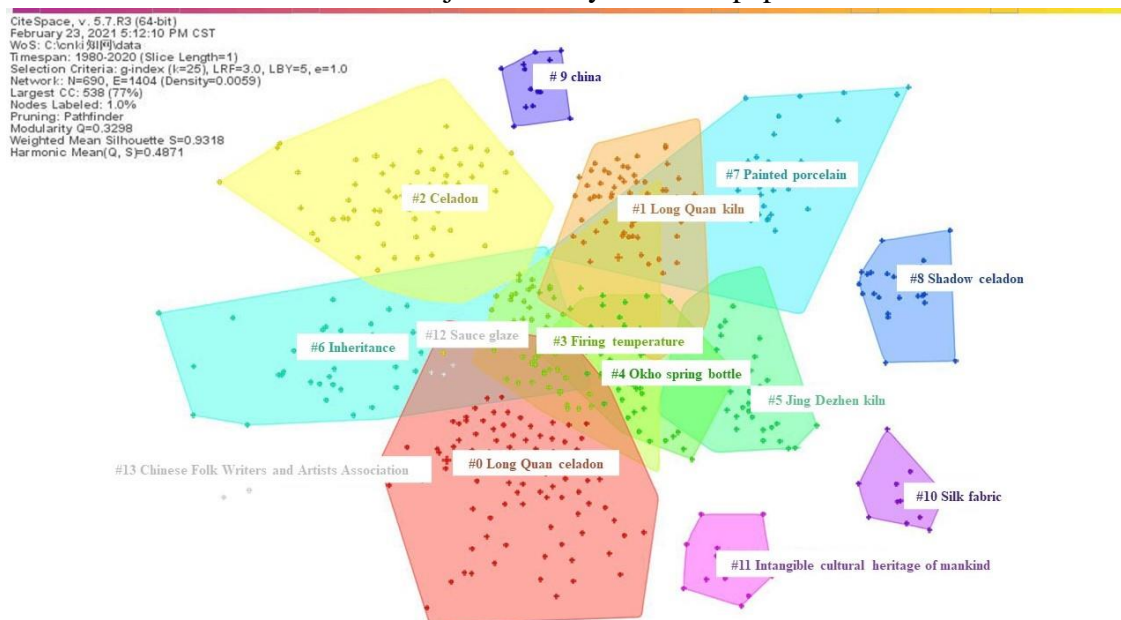 CiteSpace, v. 5.7.R3 (64-bit)
February 23, 2021 5:12:10 PM CST
WoS: C:\cnki知网\data
Timespan: 1980-2020 (Slice Length=1)
Selection Criteria: g-index (k=25), LRF=3.0, LBY=5, e=1.0
Network: N=690, E=1404 (Density=0.0059)
Largest CC: 538 (77%)
Nodes Labeled: 1.0%
Pruning: Pathfinder
Modularity Q=0.3298
Weighted Mean Silhouette S=0.9318
Harmonic Mean(Q, S)=0.4871
# 9 china
#7 Painted porcelain
#2 Celadon
#1 Long Quan kiln
#8 Shadow celadon
#12 Sauce glaze
#3 Firing temperature
#6 Inheritance
#4 Okho spring bottle
#5 Jing Dezhen kiln
#0 Long Quan celadon
#13 Chinese Folk Writers and Artists Association
#10 Silk fabric
#11 Intangible cultural heritage of mankind